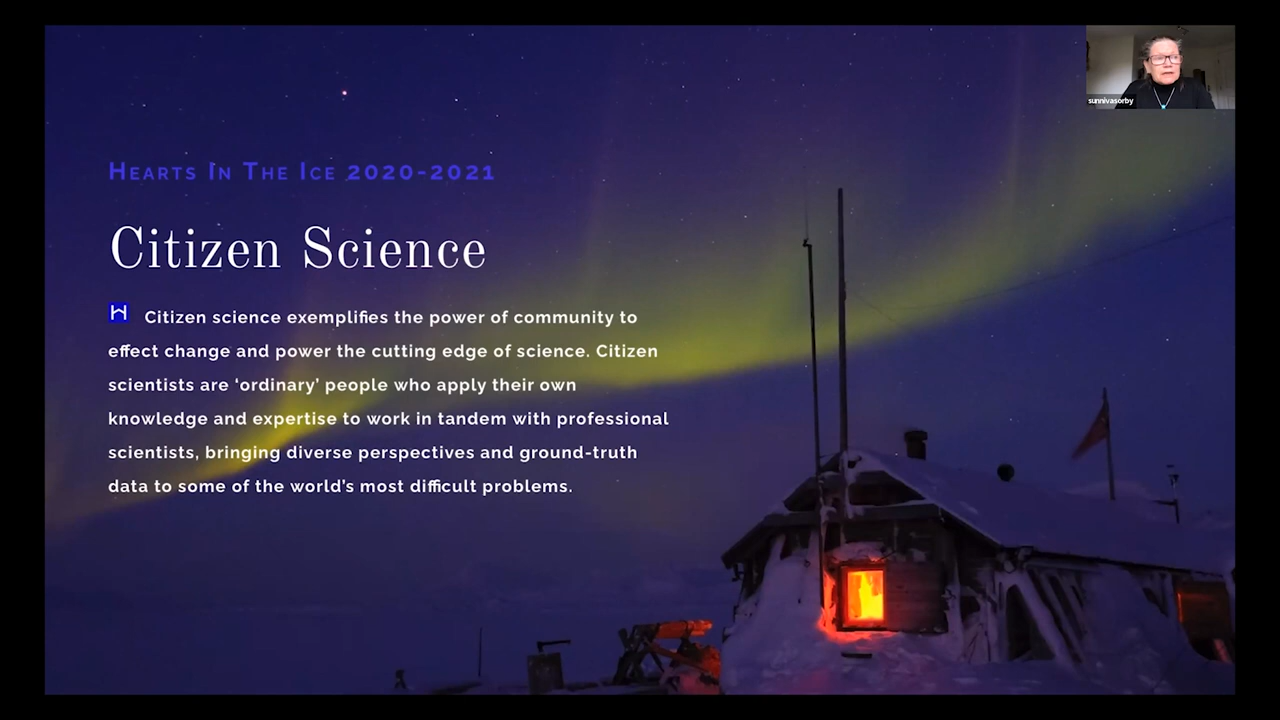 sunnivasorby
Hearts In The Ice 2020-2021
Citizen Science
H Citizen science exemplifies the power of community to
effect change and power the cutting edge of science. Citizen
scientists are ‘ordinary’ people who apply their own
knowledge and expertise to work in tandem with professional
scientists, bringing diverse perspectives and ground-truth
data to some of the world’s most difficult problems.